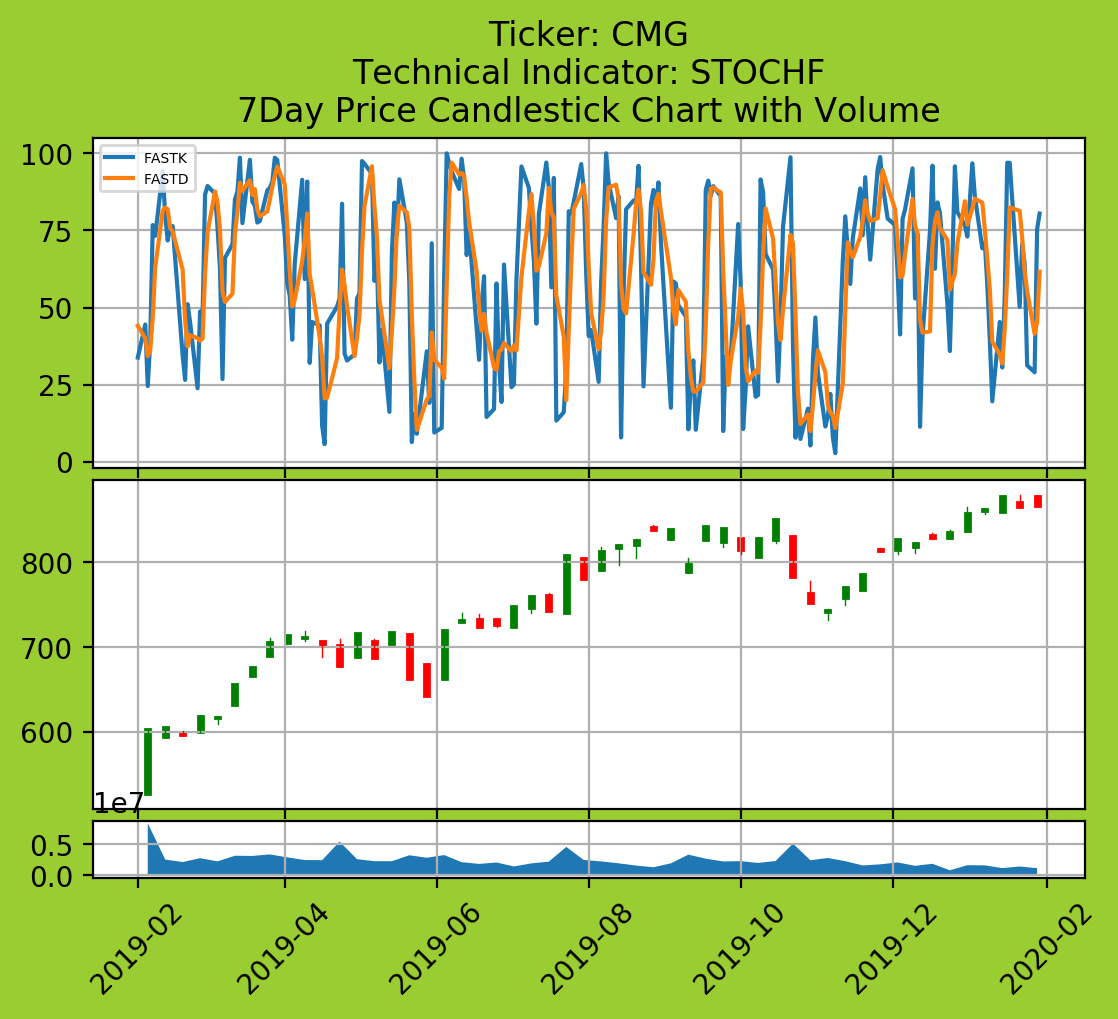 Ticker: CMG
Technical Indicator: STOCHF
7Day Price Candlestick Chart with Volume
100
75
50
25
0
FASTK
FASTD
800
700
600
1e7
0.5
0.0
2019-02
2019-04
2019-06
2019-08
2019-10
2019-12
2020-02